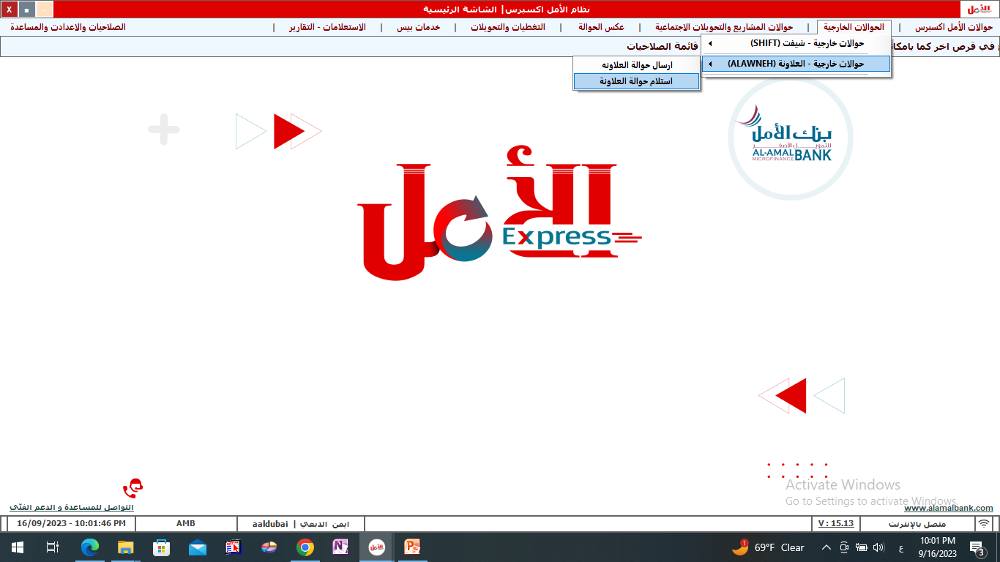 نظام الأمل اكسبرس| الشاشة الرئيسية
الأمل
X
حوالات الأمل اكسبرس | الحوالات الخارجية | حوالات المشاريع والتحويلات الاجتماعية | عكس الحوالة | التغطيات والتحويلات | خدمات بيس | الاستعلامات - التقارير | الصلاحيات والاعدادت والمساعدة
في قرص اخر كما بامكا
قائمة الصلاحيات
حوالات خارجية - شيفت (SHIFT)
حوالات خارجية - العلاونة (ALAWNEH)
ارسال حوالة العلاونه
استلام حوالة العلاونة
بنك الأمل
للتمويل الأصغر
AL-AMAL BANK
MICROFINANCE
الأمل
Express
Activate Windows
Go to Settings to activate Windows.
www.alamalbank.com
التواصل للمساعدة و الدعم الفنّي
16/09/2023 - 10:01:46 PM
AMB
aaldubai | ايمن الدبعي
V : 15.13
متصل بالإنترنت
1
69°F Clear
ع
10:01 PM
9/16/2023
3